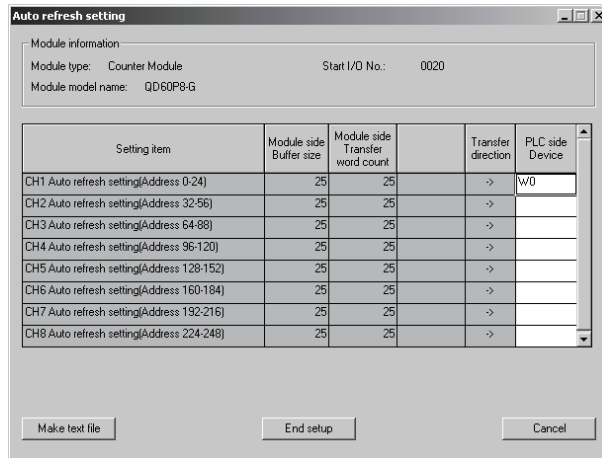 Auto refresh setting
Module information
Module type: Counter Module Start I/O No.: 0020
Module model name: QD60P8-G
Setting item Module side Buffer size Module side Transfer word count Transfer direction PLC side Device
CH1 Auto refresh setting(Address 0-24) 25 25 -> W0
CH2 Auto refresh setting(Address 32-56) 25 25 ->
CH3 Auto refresh setting(Address 64-88) 25 25 ->
CH4 Auto refresh setting(Address 96-120) 25 25 ->
CH5 Auto refresh setting(Address 128-152) 25 25 ->
CH6 Auto refresh setting(Address 160-184) 25 25 ->
CH7 Auto refresh setting(Address 192-216) 25 25 ->
CH8 Auto refresh setting(Address 224-248) 25 25 ->
Make text file End setup Cancel